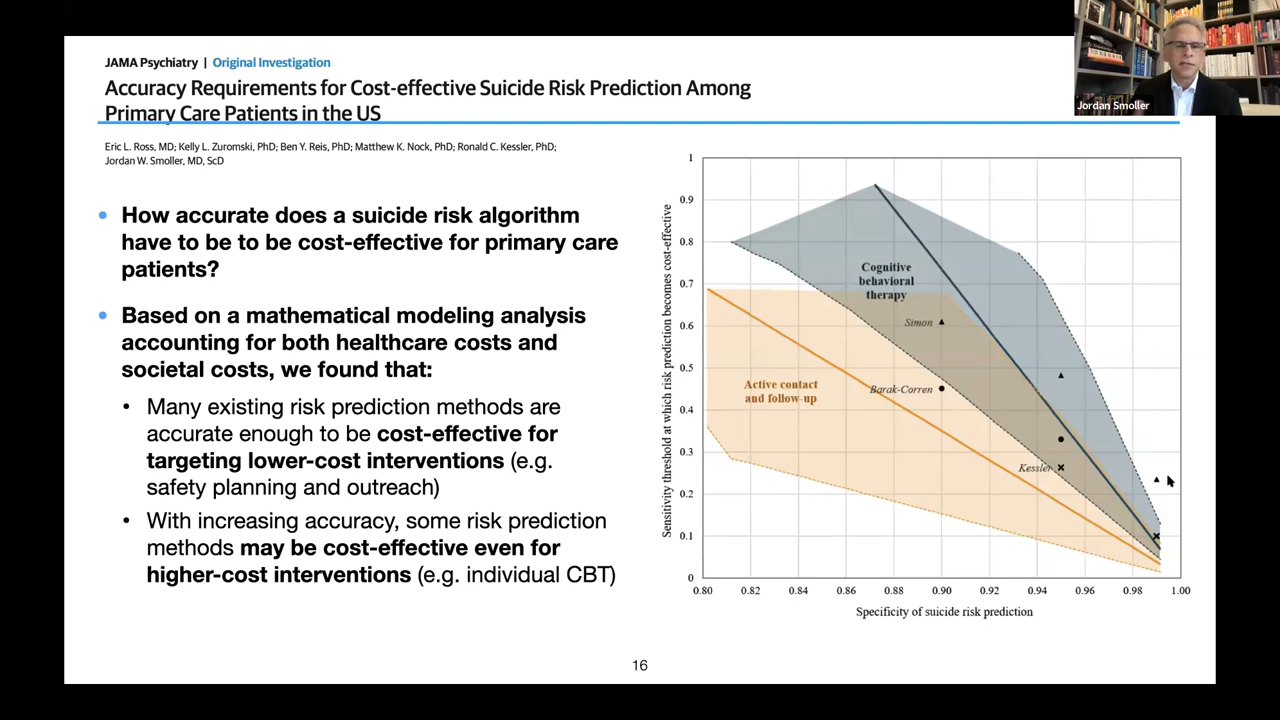 Jordan Smoller
JAMA Psychiatry | Original Investigation
Accuracy Requirements for Cost-effective Suicide Risk Prediction Among
Primary Care Patients in the US
Eric L. Ross, MD; Kelly L. Zuromski, PhD; Ben Y. Reis, PhD; Matthew K. Nock, PhD; Ronald C. Kessler, PhD;
Jordan W. Smoller, MD, ScD
• How accurate does a suicide risk algorithm
have to be to be cost-effective for primary care
patients?
• Based on a mathematical modeling analysis
accounting for both healthcare costs and
societal costs, we found that:
• Many existing risk prediction methods are
accurate enough to be cost-effective for
targeting lower-cost interventions (e.g.
safety planning and outreach)
• With increasing accuracy, some risk prediction
methods may be cost-effective even for
higher-cost interventions (e.g. individual CBT)
Sensitivity threshold at which risk prediction becomes cost-effective
1
0.9
0.8
0.7
0.6
0.5
0.4
0.3
0.2
0.1
0
Cognitive
behavioral
therapy
Simon
Active contact
and follow-up
Barak-Corren
Kessler
0.80 0.82 0.84 0.86 0.88 0.90 0.92 0.94 0.96 0.98 1.00
Specificity of suicide risk prediction
16